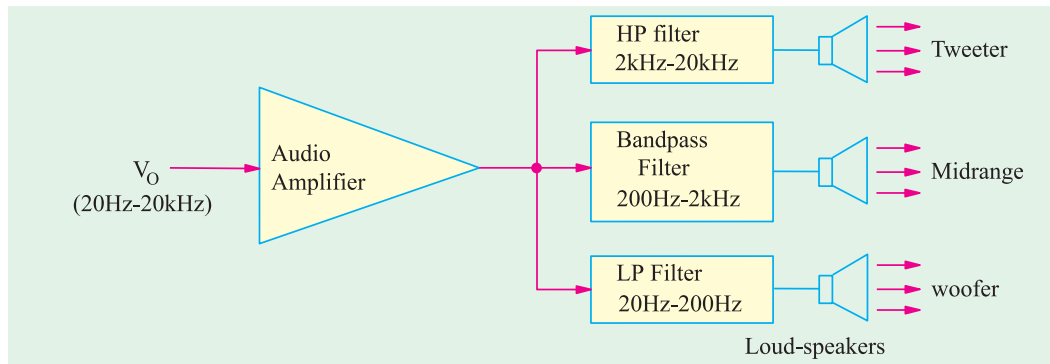 HP filter
2kHz-20kHz
Tweeter
Audio
Amplifier
V_O
(20Hz-20kHz)
Bandpass
Filter
200Hz-2kHz
Midrange
LP Filter
20Hz-200Hz
woofer
Loud-speakers